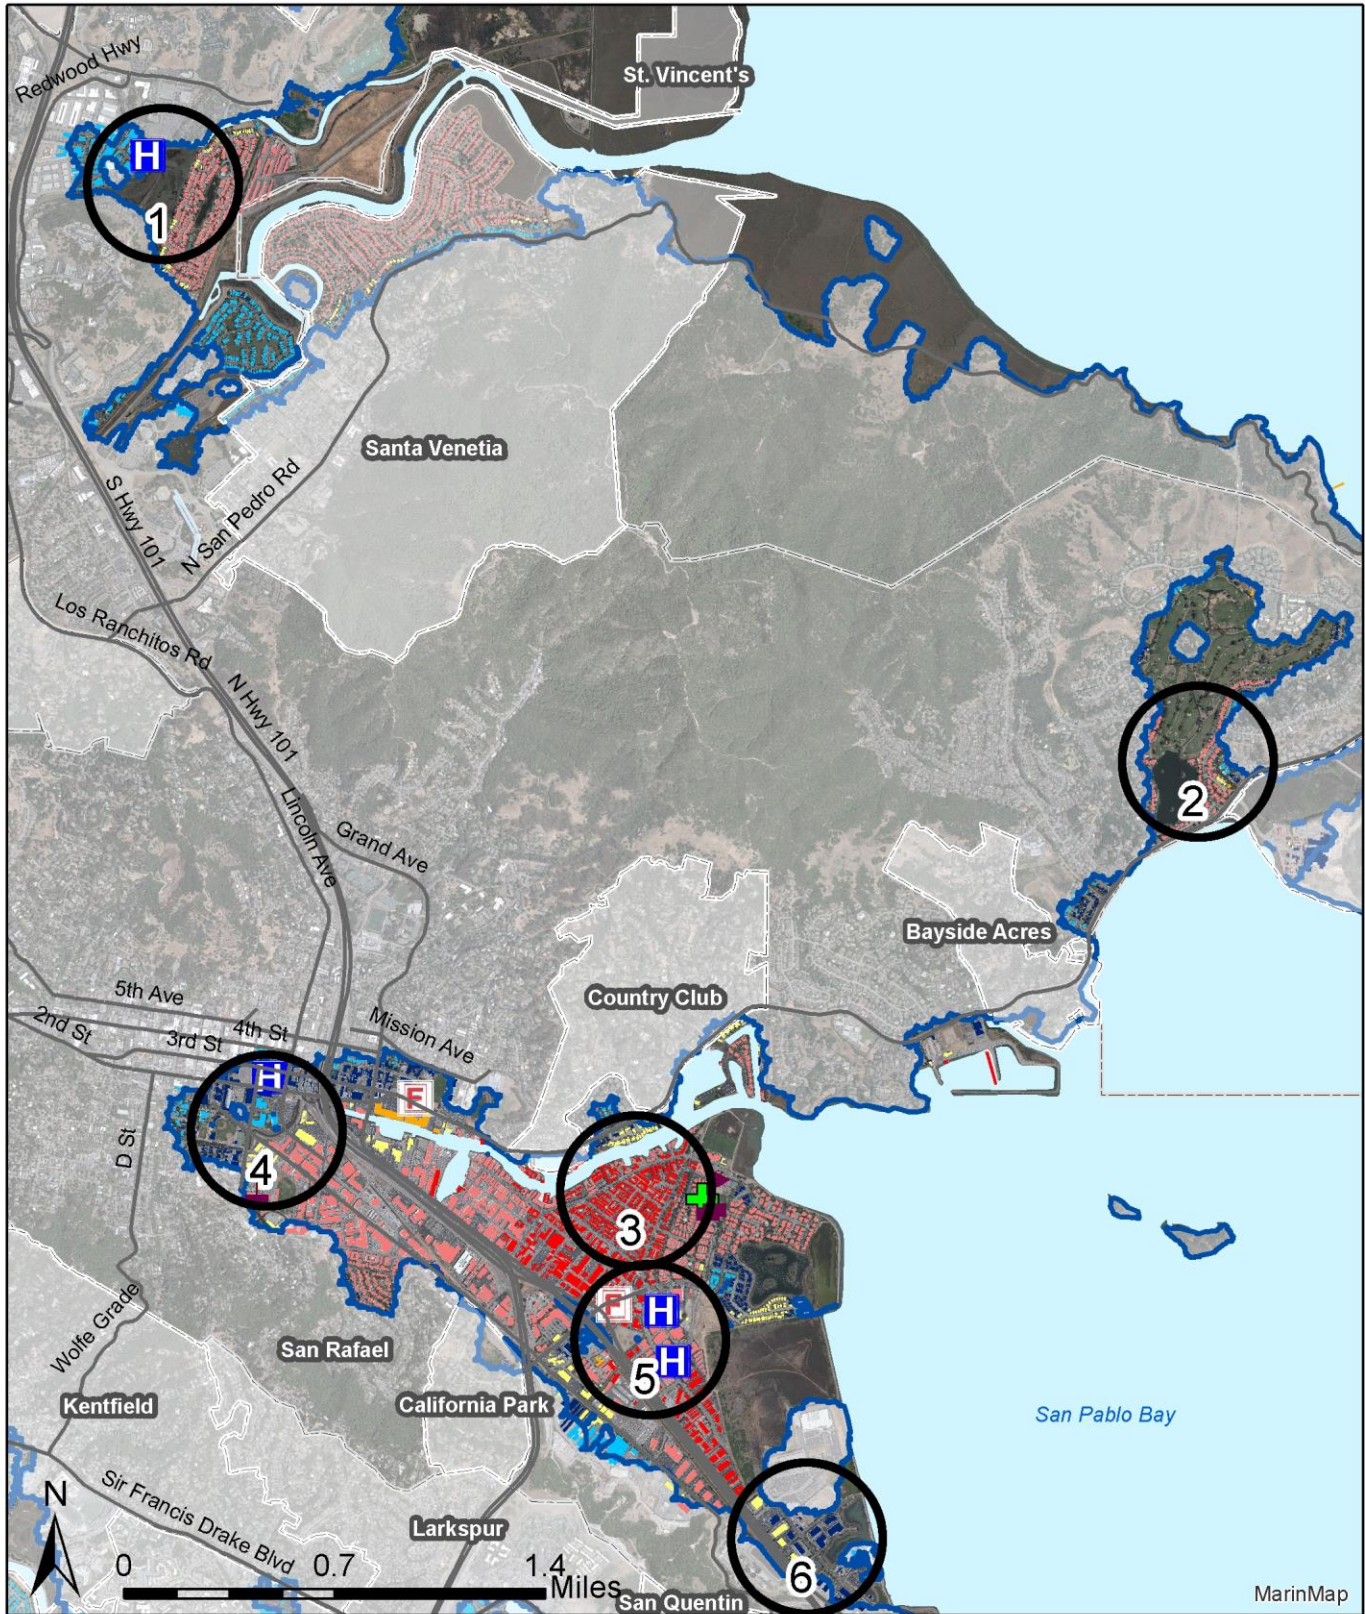 Redwood Hwy
St. Vincent's
H
1
Santa Venetia
N San Pedro Rd
S Hwy 101
Los Ranchitos Rd
N Hwy 101
Lincoln Ave
Grand Ave
2
Bayside Acres
Country Club
5th Ave
2nd St
3rd St
4th St
Mission Ave
H
F
D St
4
3
F
H
H
5
Wolfe Grade
San Rafael
Kentfield
California Park
San Pablo Bay
Sir Francis Drake Blvd
Larkspur
6
N
0 0.7 1.4
Miles
San Quentin
MarinMap